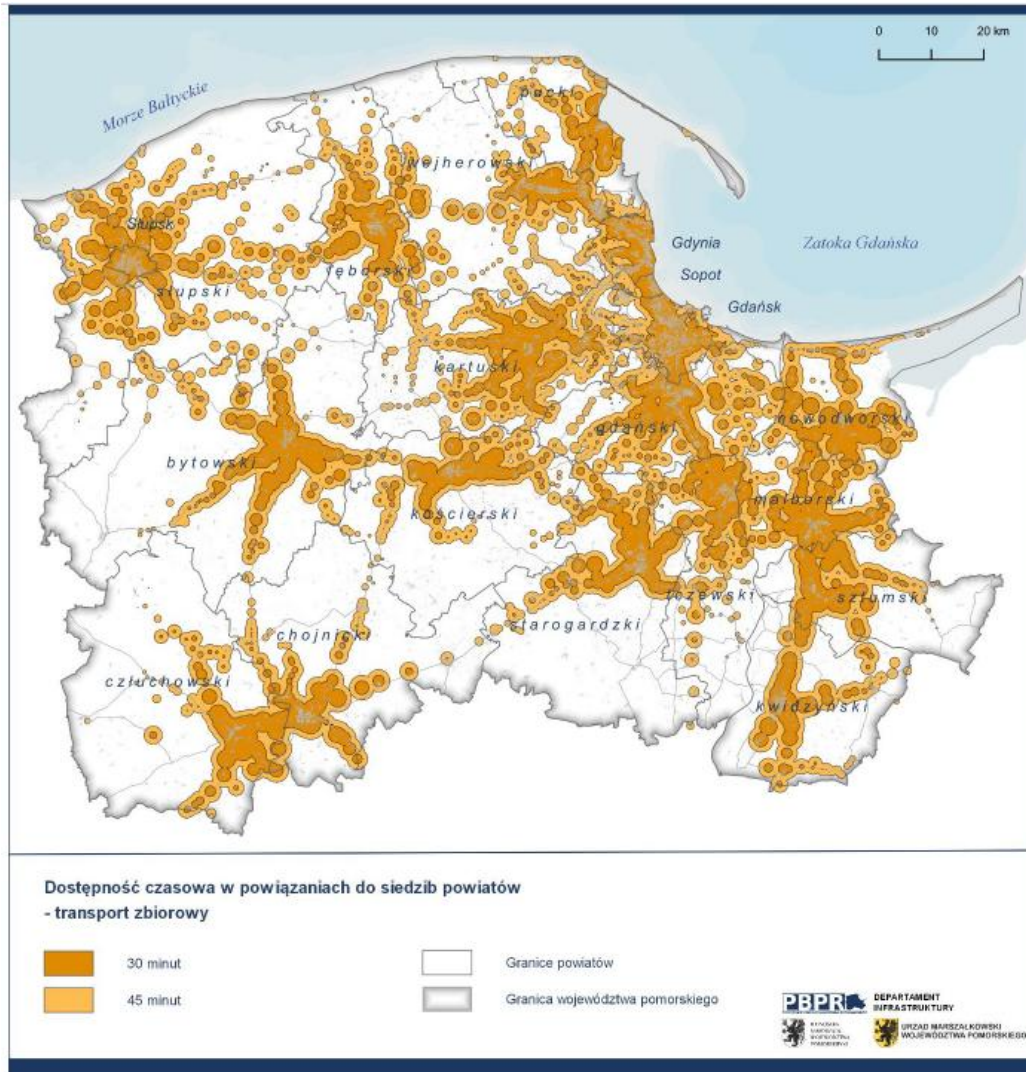 0 10 20 km
Morze Bałtyckie
pucki
wejherowski
Słupsk
Gdynia
Zatoka Gdańska
lęborski
Sopot
słupski
Gdańsk
kartuski
nowodworski
gdański
bytowski
malborski
kościerski
tczewski
sztumski
starogardzki
chojnicki
człuchowski
kwidzyński
Dostępność czasowa w powiązaniach do siedzib powiatów
- transport zbiorowy
30 minut
Granice powiatów
45 minut
Granica województwa pomorskiego
PBPR
DEPARTAMENT
INFRASTRUKTURY
URZĄD MARSZAŁKOWSKI
WOJEWÓDZTWA POMORSKIEGO